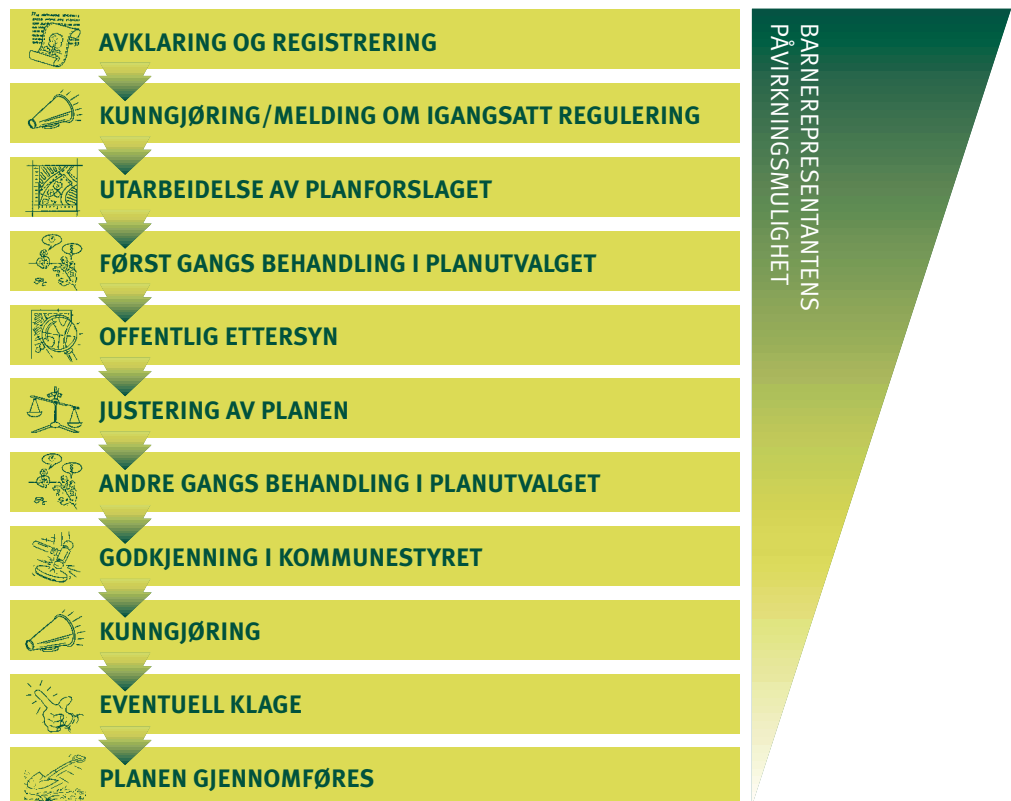 AVKLARING OG REGISTRERING
KUNNGJØRING/MELDING OM IGANGSATT REGULERING
UTARBEIDELSE AV PLANFORSLAGET
FØRST GANGS BEHANDLING I PLANUTVALGET
OFFENTLIG ETTERSYN
JUSTERING AV PLANEN
ANDRE GANGS BEHANDLING I PLANUTVALGET
GODKJENNING I KOMMUNESTYRET
KUNNGJØRING
EVENTUELL KLAGE
PLANEN GJENNOMFØRES
BARNEREPRESENTANTENS
PÅVIRKNINGSMULIGHET